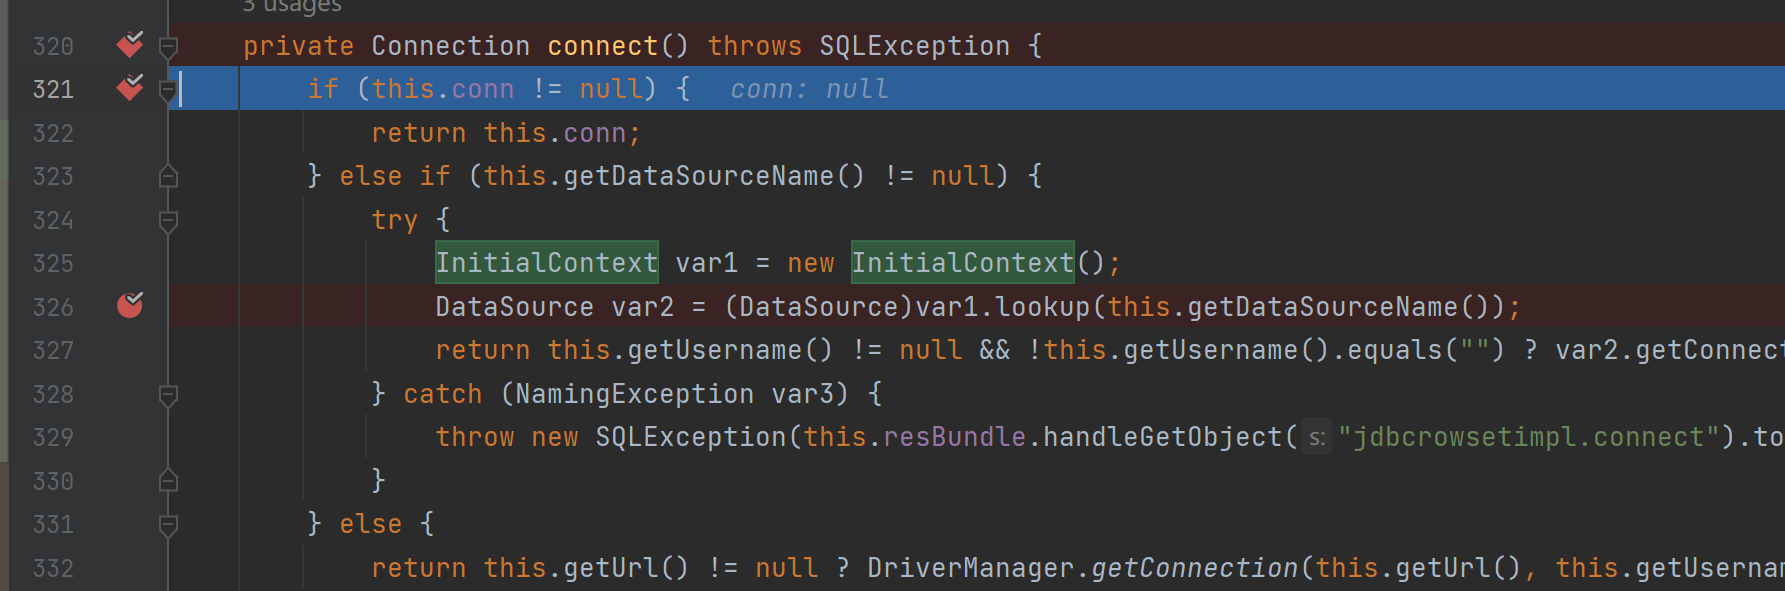 3 usages
320 private Connection connect() throws SQLException {
321 if (this.conn != null) { conn: null
322 return this.conn;
323 } else if (this.getDataSourceName() != null) {
324 try {
325 InitialContext var1 = new InitialContext();
326 DataSource var2 = (DataSource)var1.lookup(this.getDataSourceName());
327 return this.getUsername() != null && !this.getUsername().equals("") ? var2.getConnect
328 } catch (NamingException var3) {
329 throw new SQLException(this.resBundle.handleGetObject( s: "jdbcrowsetimpl.connect").to
330 }
331 } else {
332 return this.getUrl() != null ? DriverManager.getConnection(this.getUrl(), this.getUserna